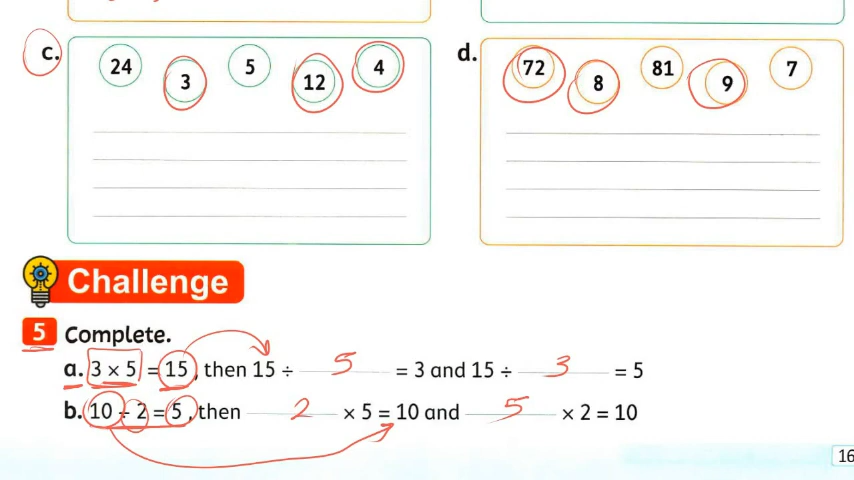 c. 24 3 5 12 4
d. 72 8 81 9 7
Challenge
5 Complete.
a. 3 × 5 = 15, then 15 ÷ 5 = 3 and 15 ÷ 3 = 5
b. 10 ÷ 2 = 5, then 2 × 5 = 10 and 5 × 2 = 10
16